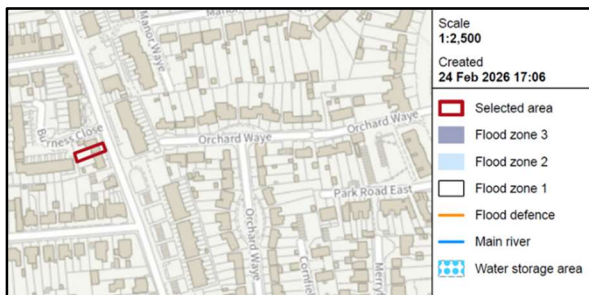 Manor Waye
Burness Close
Orchard Waye
Orchard Waye
Park Road East
Orchard Waye
Scale
1:2,500
Created
24 Feb 2026 17:06
Selected area
Flood zone 3
Flood zone 2
Flood zone 1
Flood defence
Main river
Water storage area